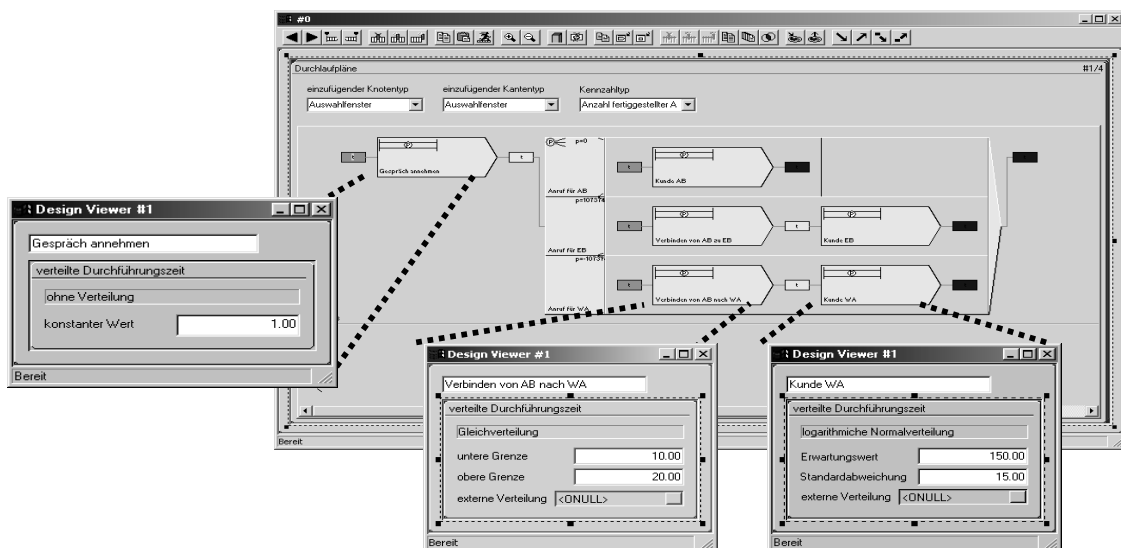 #0
Durchlaufpläne #1/4
einzufügender Knotentyp einzufügender Kantentyp Kennzahltyp
Auswahlfenster Auswahlfenster Anzahl fertiggestellter A
p=0
Gespräch annehmen
Kunde AB
Anruf für AB
Verbinden von AB zu EB
Kunde EB
Anruf für EB
Verbinden von AB nach WA
Kunde WA
Anruf für WA
Bereit
Design Viewer #1
Gespräch annehmen
verteilte Durchführungszeit
ohne Verteilung
konstanter Wert 1.00
Bereit
Design Viewer #1
Verbinden von AB nach WA
verteilte Durchführungszeit
Gleichverteilung
untere Grenze 10.00
obere Grenze 20.00
externe Verteilung <ONULL>
Bereit
Design Viewer #1
Kunde WA
verteilte Durchführungszeit
logarithmiche Normalverteilung
Erwartungswert 150.00
Standardabweichung 15.00
externe Verteilung <ONULL>
Bereit